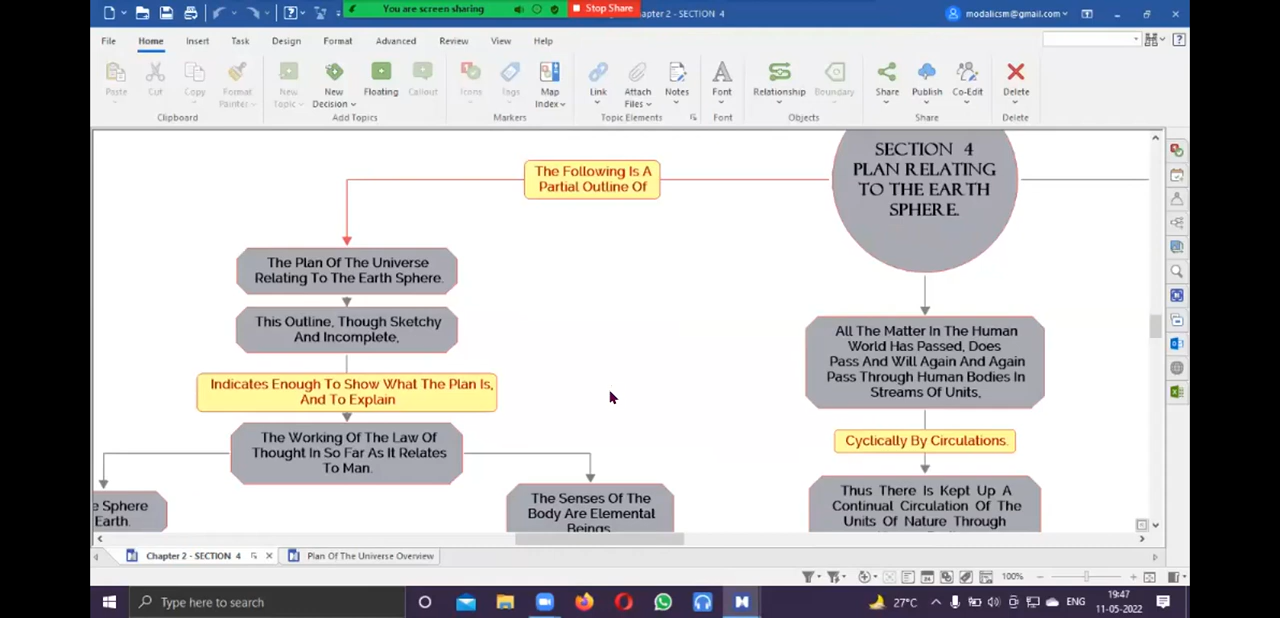 You are screen sharing
Stop Share
hapter 2 - SECTION 4
modalicsm@gmail.com
File Home Insert Task Design Format Advanced Review View Help
Paste Cut Copy Format Painter New Topic New Decision Floating Callout Icons Tags Map Index Link Attach Files Notes Font Relationship Boundary Share Publish Co-Edit Delete
Clipboard Add Topics Markers Topic Elements Font Objects Share Delete
The Following Is A
Partial Outline Of
SECTION 4
PLAN RELATING
TO THE EARTH
SPHERE.
The Plan Of The Universe
Relating To The Earth Sphere.
This Outline, Though Sketchy
And Incomplete,
Indicates Enough To Show What The Plan Is,
And To Explain
The Working Of The Law Of
Thought In So Far As It Relates
To Man.
e Sphere
Earth.
The Senses Of The
Body Are Elemental
Beings
All The Matter In The Human
World Has Passed, Does
Pass And Will Again And Again
Pass Through Human Bodies In
Streams Of Units,
Cyclically By Circulations.
Thus There Is Kept Up A
Continual Circulation Of The
Units Of Nature Through
Chapter 2 - SECTION 4
Plan Of The Universe Overview
100%
Type here to search
27°C
ENG
19:47
11-05-2022